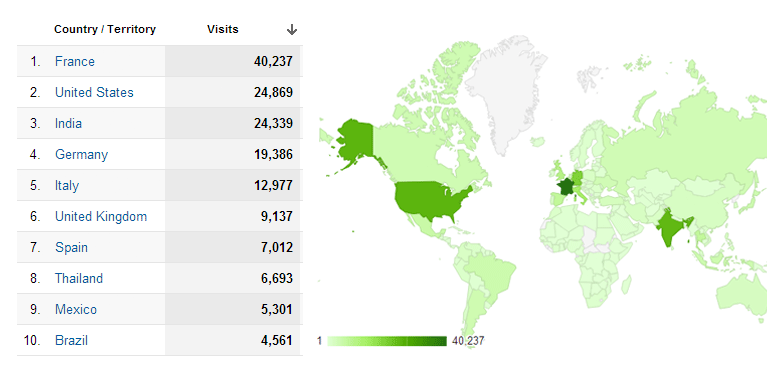 Country / Territory Visits
1. France 40,237
2. United States 24,869
3. India 24,339
4. Germany 19,386
5. Italy 12,977
6. United Kingdom 9,137
7. Spain 7,012
8. Thailand 6,693
9. Mexico 5,301
10. Brazil 4,561
1 40,237